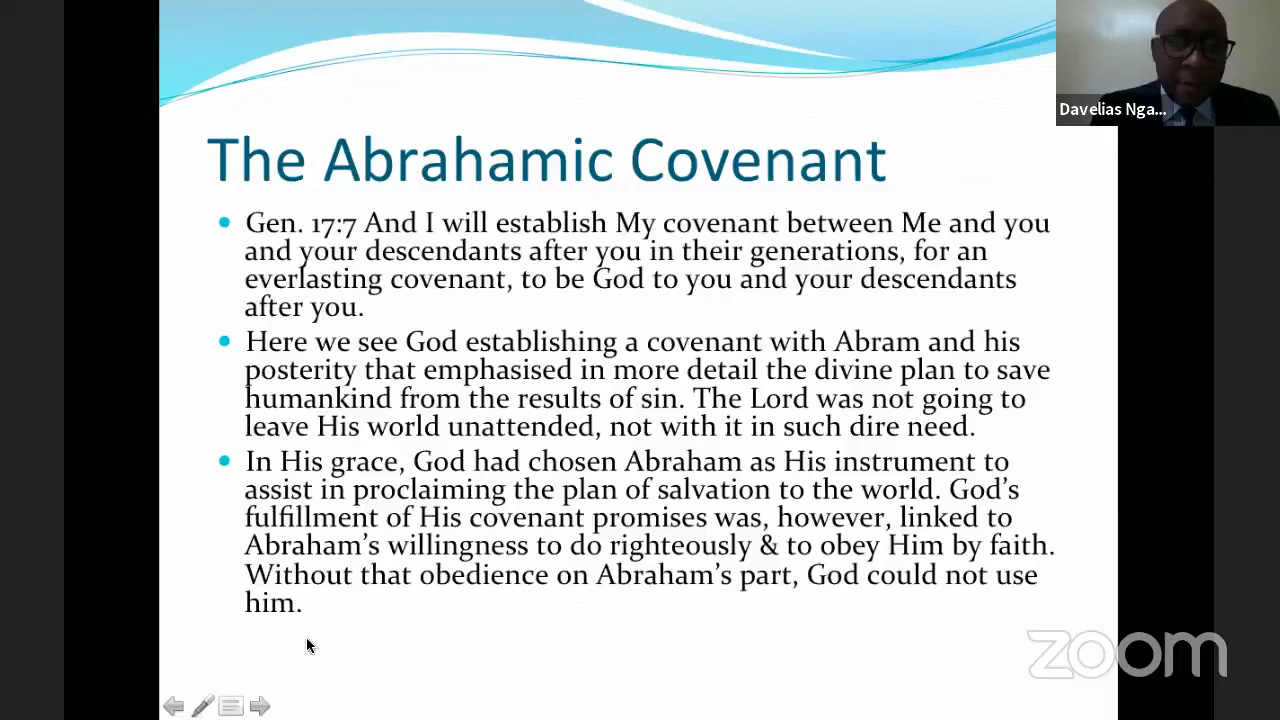 Davelias Nga...
The Abrahamic Covenant
• Gen. 17:7 And I will establish My covenant between Me and you
and your descendants after you in their generations, for an
everlasting covenant, to be God to you and your descendants
after you.
• Here we see God establishing a covenant with Abram and his
posterity that emphasised in more detail the divine plan to save
humankind from the results of sin. The Lord was not going to
leave His world unattended, not with it in such dire need.
• In His grace, God had chosen Abraham as His instrument to
assist in proclaiming the plan of salvation to the world. God’s
fulfillment of His covenant promises was, however, linked to
Abraham’s willingness to do righteously & to obey Him by faith.
Without that obedience on Abraham’s part, God could not use
him.
zoom